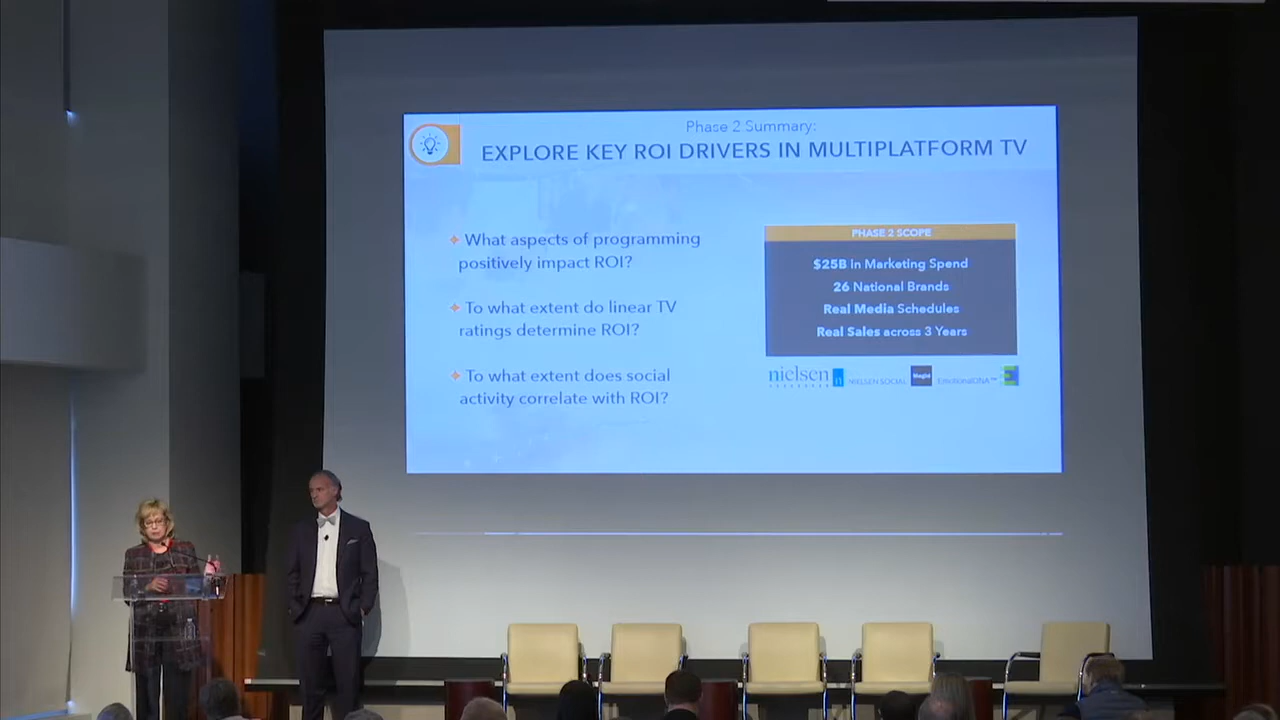 Phase 2 Summary:
EXPLORE KEY ROI DRIVERS IN MULTIPLATFORM TV
What aspects of programming
positively impact ROI?
To what extent do linear TV
ratings determine ROI?
To what extent does social
activity correlate with ROI?
PHASE 2 SCOPE
$25B in Marketing Spend
26 National Brands
Real Media Schedules
Real Sales across 3 Years
nielsen
NIELSEN SOCIAL
EmotionalDNA™